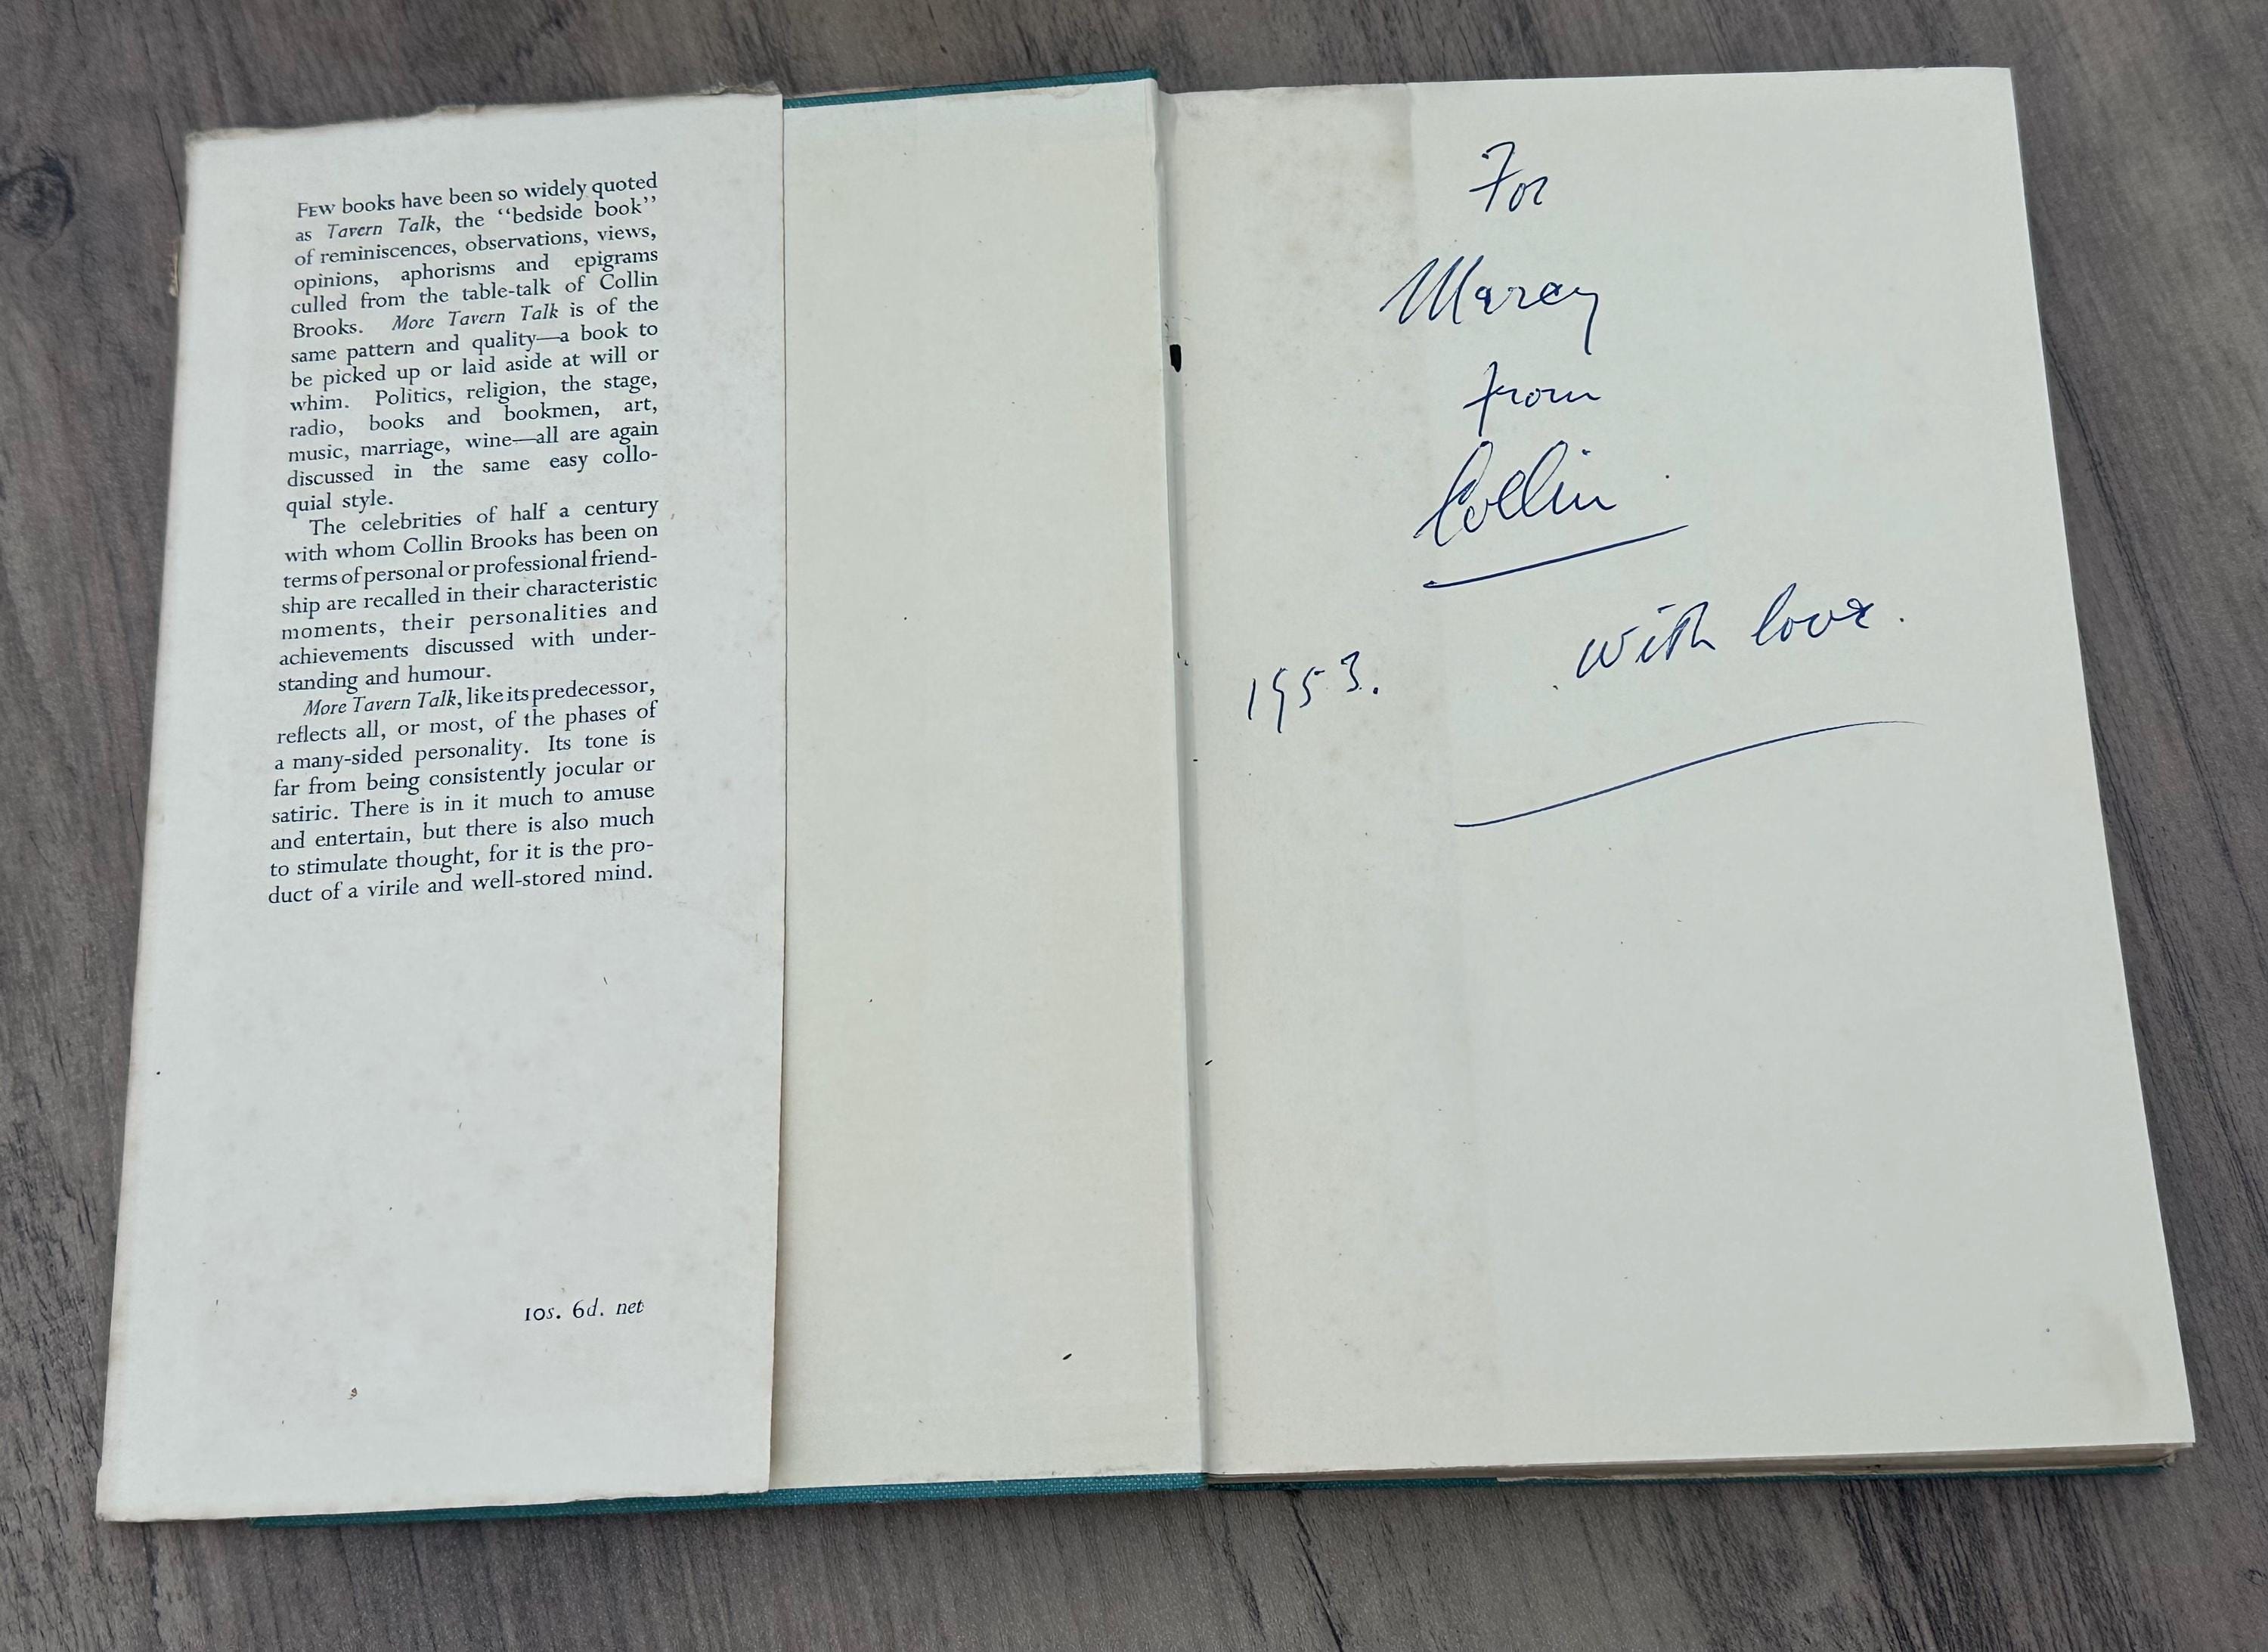 FEW books have been so widely quoted
as Tavern Talk, the “bedside book”
of reminiscences, observations, views,
opinions, aphorisms and epigrams
culled from the table-talk of Collin
Brooks. More Tavern Talk is of the
same pattern and quality—a book to
be picked up or laid aside at will or
whim. Politics, religion, the stage,
radio, books and bookmen, art,
music, marriage, wine—all are again
discussed in the same easy collo-
quial style.
The celebrities of half a century
with whom Collin Brooks has been on
terms of personal or professional friend-
ship are recalled in their characteristic
moments, their personalities and
achievements discussed with under-
standing and humour.
More Tavern Talk, like its predecessor,
reflects all, or most, of the phases of
a many-sided personality. Its tone is
far from being consistently jocular or
satiric. There is in it much to amuse
and entertain, but there is also much
to stimulate thought, for it is the pro-
duct of a virile and well-stored mind.
10s. 6d. net
For
from
Collin
with love.
1953.